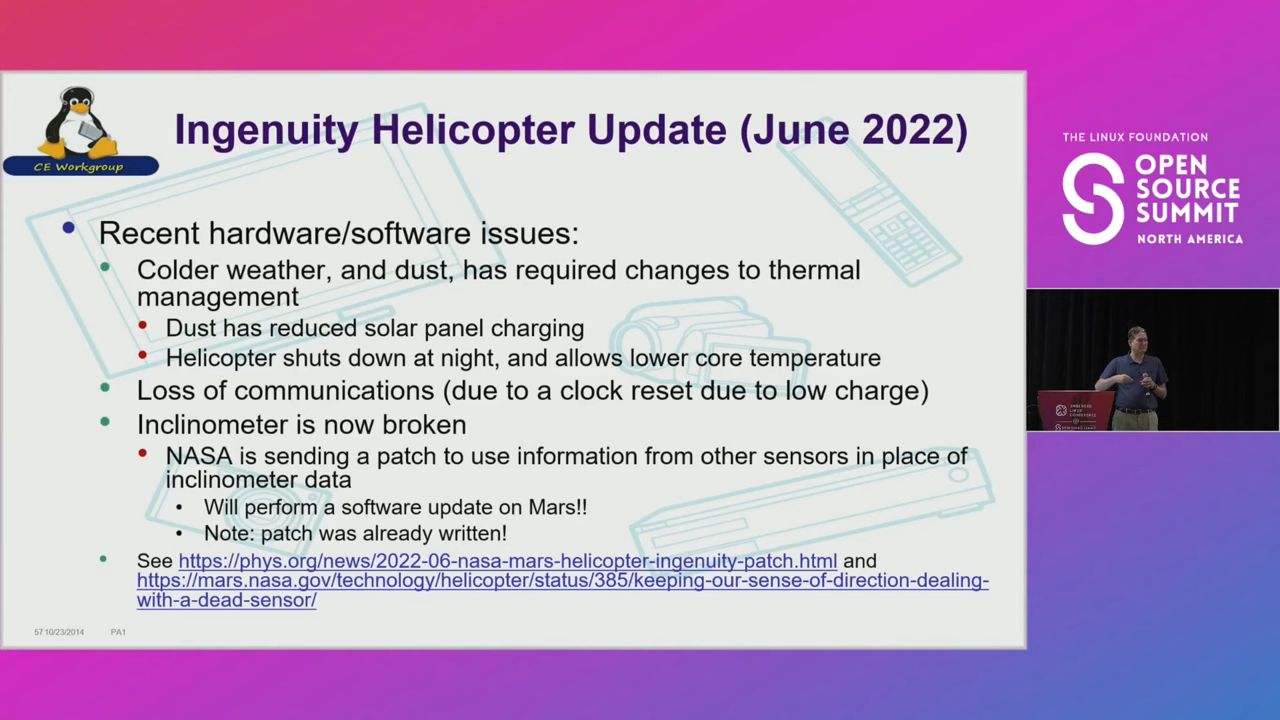 CE Workgroup
Ingenuity Helicopter Update (June 2022)
Recent hardware/software issues:
Colder weather, and dust, has required changes to thermal
management
Dust has reduced solar panel charging
Helicopter shuts down at night, and allows lower core temperature
Loss of communications (due to a clock reset due to low charge)
Inclinometer is now broken
NASA is sending a patch to use information from other sensors in place of
inclinometer data
Will perform a software update on Mars!!
Note: patch was already written!
See https://phys.org/news/2022-06-nasa-mars-helicopter-ingenuity-patch.html and
https://mars.nasa.gov/technology/helicopter/status/385/keeping-our-sense-of-direction-dealing-
with-a-dead-sensor/
57 10/23/2014 PA1
THE LINUX FOUNDATION
OPEN
SOURCE
SUMMIT
NORTH AMERICA
EMBEDDED
LINUX
CONFERENCE